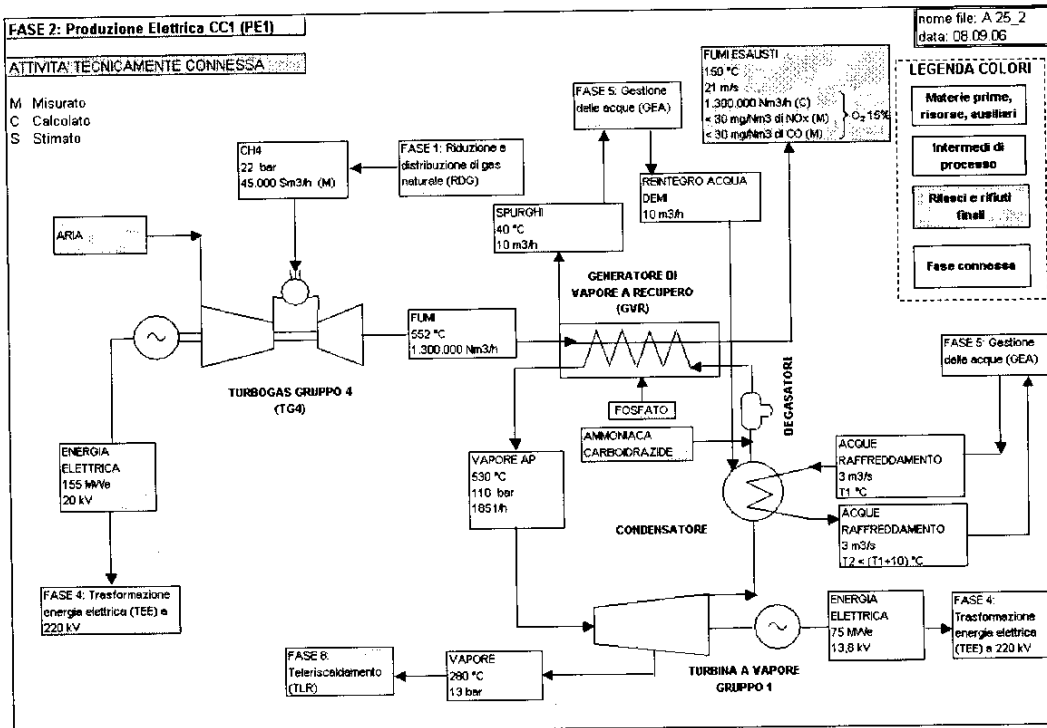 FASE 2: Produzione Elettrica CC1 (PE1)
nome file: A 25_2
data: 08.09.06
ATTIVITA' TECNICAMENTE CONNESSA
M Misurato
C Calcolato
S Stimato
LEGENDA COLORI
Materie prime,
risorse, ausiliari
Intermedi di
processo
Rilasci e rifiuti
finali
Fase connessa
FUMI ESAUSTI
150 °C
21 m/s
1.300.000 Nm3/h (C)
< 30 mg/Nm3 di NOx (M)
< 30 mg/Nm3 di CO (M)
O2 15%
FASE 5: Gestione
delle acque (GEA)
CH4
22 bar
45.000 Sm3/h (M)
FASE 1: Riduzione e
distribuzione di gas
naturale (RDG)
REINTEGRO ACQUA
DEMI
10 m3/h
SPURGHI
40 °C
10 m3/h
ARIA
GENERATORE DI
VAPORE A RECUPERO
(GVR)
FUMI
552 °C
1.300.000 Nm3/h
TURBOGAS GRUPPO 4
(TG4)
FASE 5: Gestione
delle acque (GEA)
DEGASATORI
FOSFATO
AMMONIACA
CARBOIDRAZIDE
ENERGIA
ELETTRICA
155 MWe
20 kV
VAPORE AP
530 °C
110 bar
185 t/h
ACQUE
RAFFREDDAMENTO
3 m3/s
T1 °C
CONDENSATORE
ACQUE
RAFFREDDAMENTO
3 m3/s
T2 < (T1+10) °C
FASE 4: Trasformazione
energia elettrica (TEE) a
220 kV
ENERGIA
ELETTRICA
75 MWe
13,8 kV
FASE 4:
Trasformazione
energia elettrica
(TEE) a 220 kV
FASE 8:
Teleriscaldamento
(TLR)
VAPORE
280 °C
13 bar
TURBINA A VAPORE
GRUPPO 1